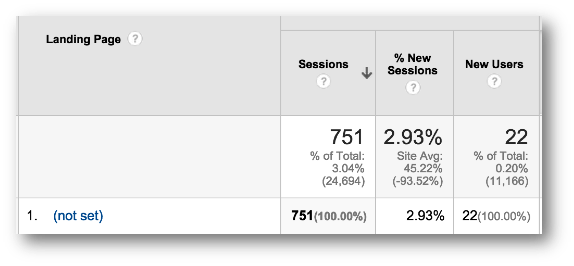 Landing Page ?
Sessions ?
% New Sessions ?
New Users ?
751
% of Total:
3.04%
(24,694)
2.93%
Site Avg:
45.22%
(-93.52%)
22
% of Total:
0.20%
(11,166)
1. (not set) 751(100.00%) 2.93% 22(100.00%)